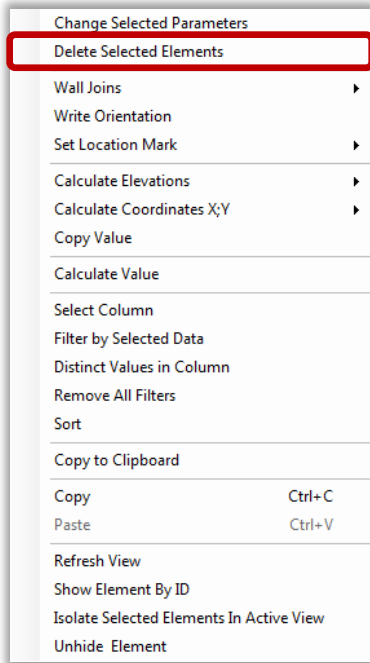 Change Selected Parameters
Delete Selected Elements
Wall Joins
Write Orientation
Set Location Mark
Calculate Elevations
Calculate Coordinates X;Y
Copy Value
Calculate Value
Select Column
Filter by Selected Data
Distinct Values in Column
Remove All Filters
Sort
Copy to Clipboard
Copy Ctrl+C
Paste Ctrl+V
Refresh View
Show Element By ID
Isolate Selected Elements In Active View
Unhide Element